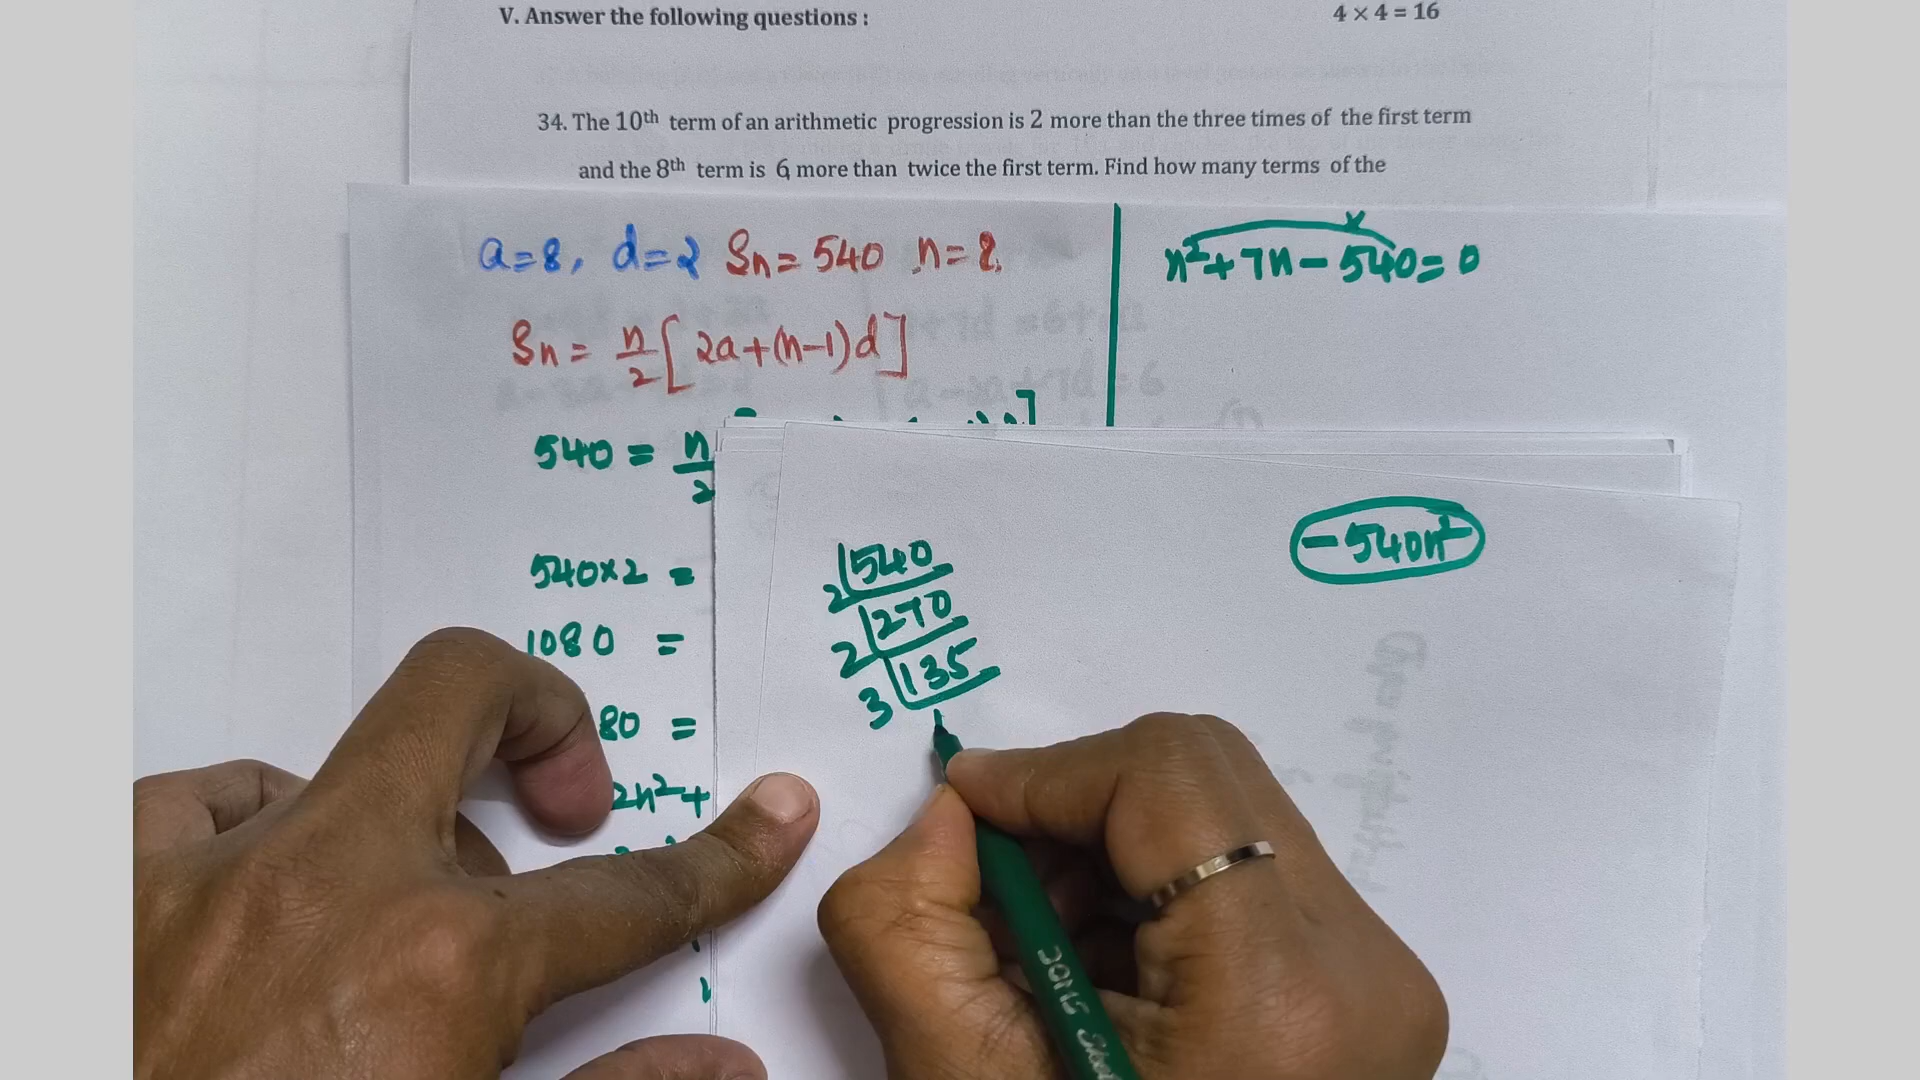 V. Answer the following questions : 4 × 4 = 16
34. The 10th term of an arithmetic progression is 2 more than the three times of the first term
and the 8th term is 6 more than twice the first term. Find how many terms of the
a=8, d=2 Sn=540 n=?
Sn = n/2 [2a+(n-1)d]
540 = n/2
540×2 =
1080 =
80 =
2n²+
n²+7n-540=0
-540n²
2 540
2 270
3 135
DOMS